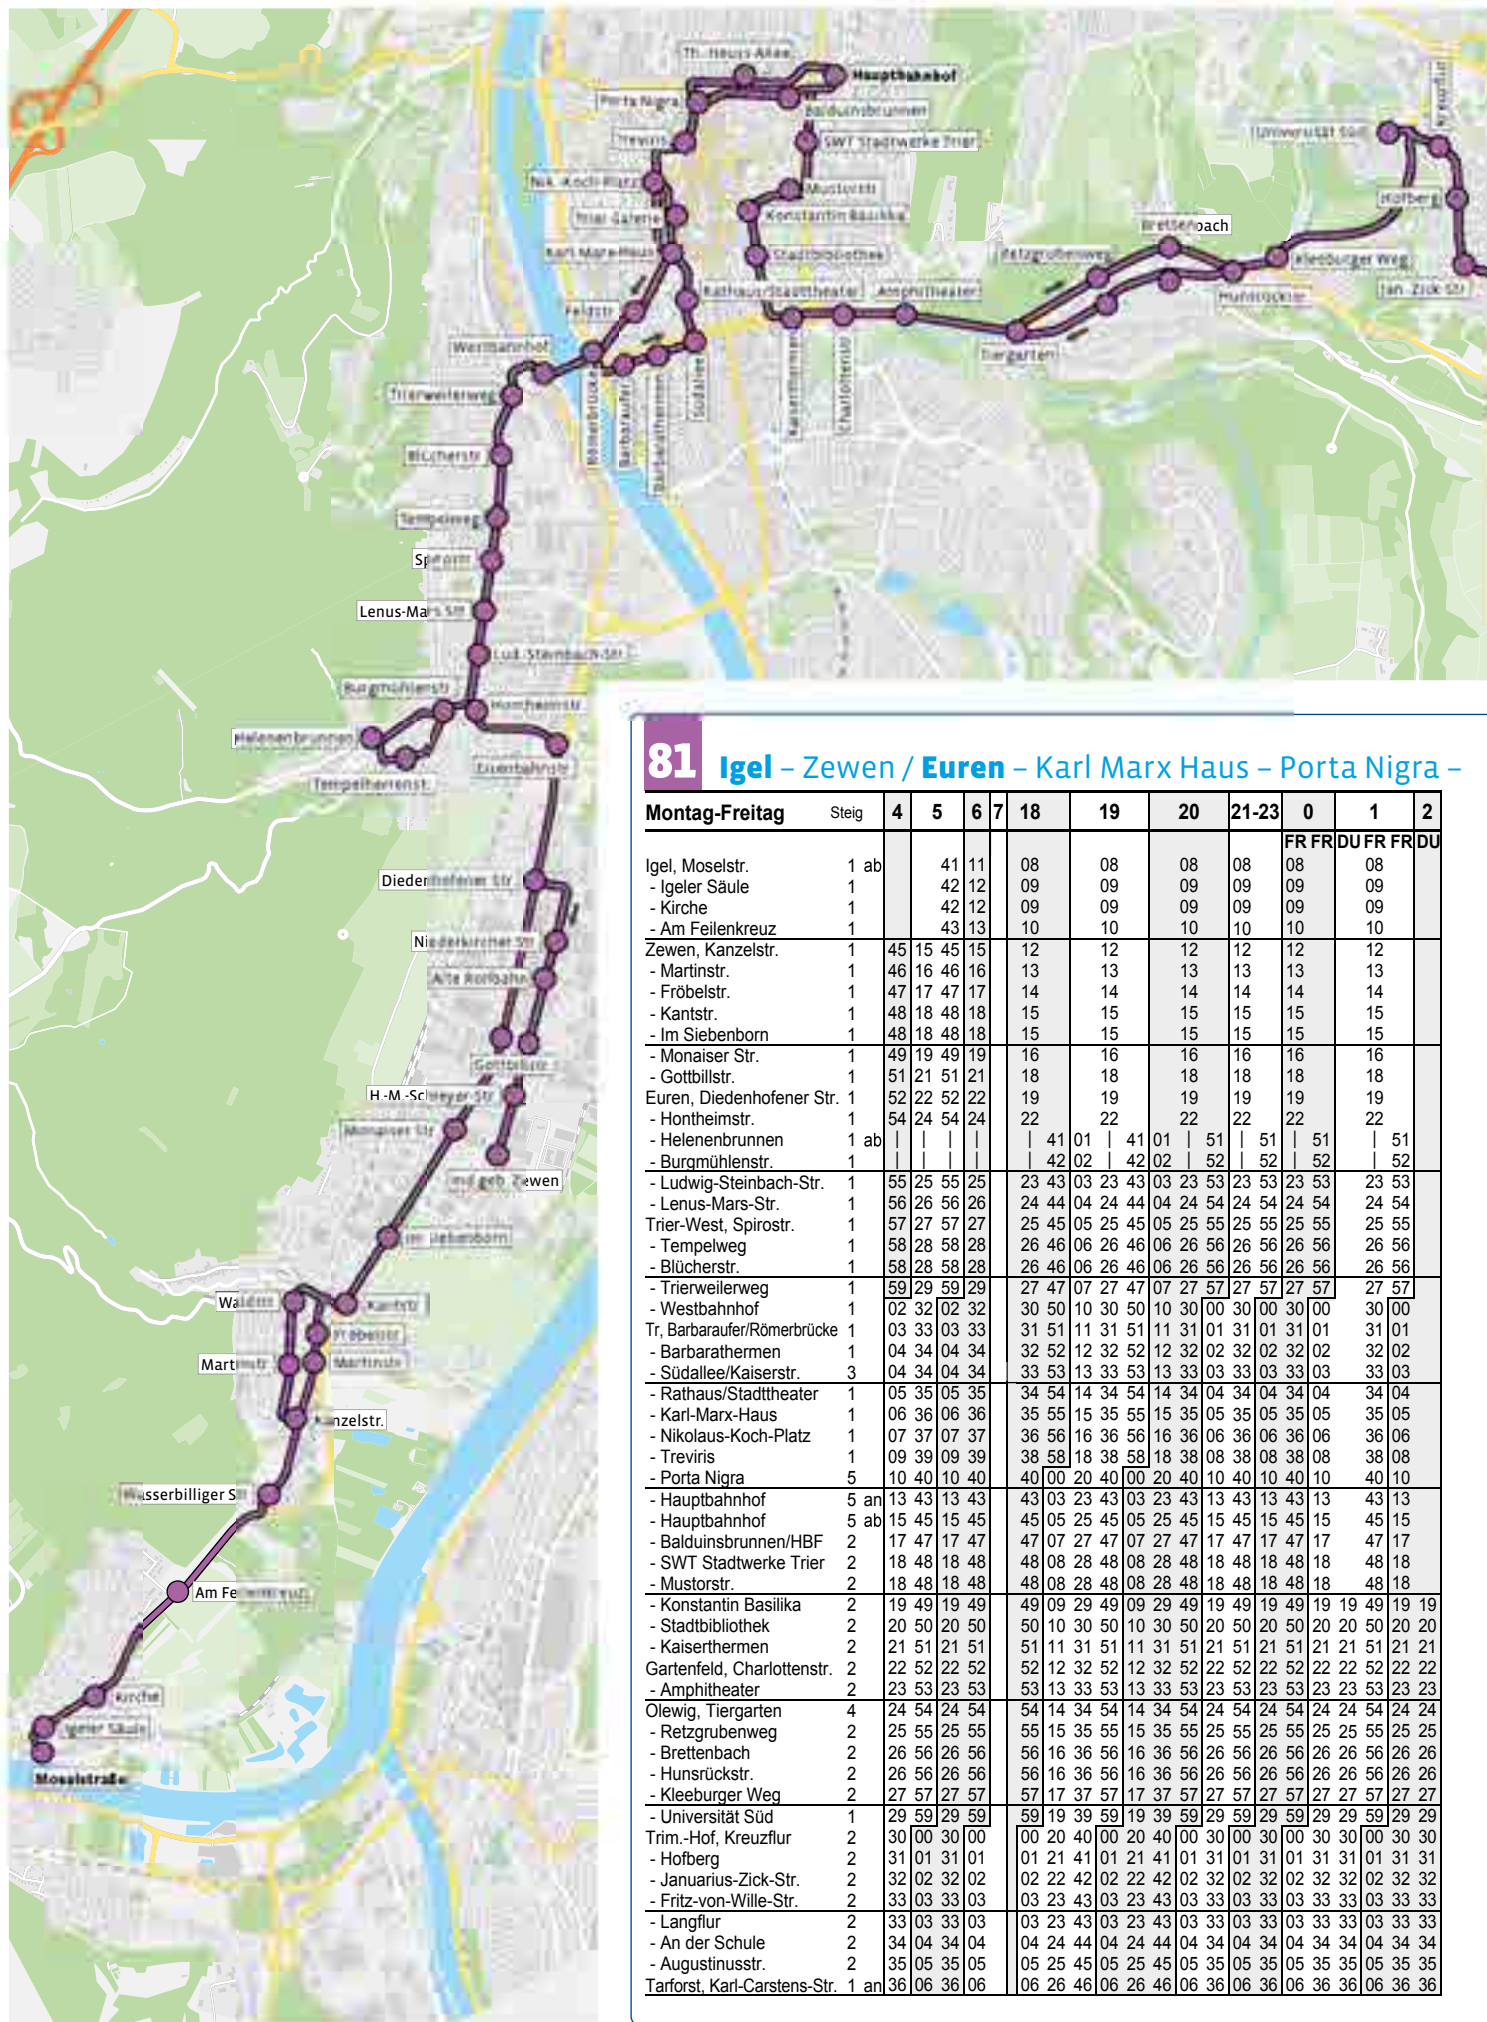 Th.-Heuss-Allee
Hauptbahnhof
Porta Nigra
Balduinsbrunnen
Treviris
SWT Stadtwerke Trier
Universität Süd
Nik.-Koch-Platz
Mustorstr.
Hofberg
Trier Galerie
Konstantin Basilika
Brettenbach
Karl-Marx-Haus
Stadtbibliothek
Retzgrubenweg
Kleeburger Weg
Rathaus/Stadttheater
Amphitheater
Hunsrückstr.
Jan.-Zick-Str.
Feldstr.
Westbahnhof
Tiergarten
Trierweilerweg
Römerbrücke
Barbaraufer
Barbarathermen
Südallee
Kaiserthermen
Charlottenstr.
Blücherstr.
Tempelweg
Spirostr.
Lenus-Mars-Str.
Lud.-Steinbach-Str.
Burgmühlenstr.
Hontheimstr.
Helenenbrunnen
Eisenbahnstr.
Tempelherrenst.
Diedenhofener Str.
Niederkircher Str.
Alte Rollbahn
Gottbillstr.
H.-M.-Schleyer-Str.
Monaiser Str.
Ind.geb. Zewen
Im Siebenborn
Waldstr.
Kantstr.
Fröbelstr.
Martinstr.
Martinstr.
Kanzelstr.
Wasserbilliger Str.
Am Feilenkreuz
Kirche
Igeler Säule
Moselstraße
81 Igel – Zewen / Euren – Karl Marx Haus – Porta Nigra –
Montag-Freitag Steig 4 5 6 7 18 19 20 21-23 0 1 2
FR FR DU FR FR DU
Igel, Moselstr. 1 ab 41 11 08 08 08 08 08 08
- Igeler Säule 1 42 12 09 09 09 09 09 09
- Kirche 1 42 12 09 09 09 09 09 09
- Am Feilenkreuz 1 43 13 10 10 10 10 10 10
Zewen, Kanzelstr. 1 45 15 45 15 12 12 12 12 12 12
- Martinstr. 1 46 16 46 16 13 13 13 13 13 13
- Fröbelstr. 1 47 17 47 17 14 14 14 14 14 14
- Kantstr. 1 48 18 48 18 15 15 15 15 15 15
- Im Siebenborn 1 48 18 48 18 15 15 15 15 15 15
- Monaiser Str. 1 49 19 49 19 16 16 16 16 16 16
- Gottbillstr. 1 51 21 51 21 18 18 18 18 18 18
Euren, Diedenhofener Str. 1 52 22 52 22 19 19 19 19 19 19
- Hontheimstr. 1 54 24 54 24 22 22 22 22 22 22
- Helenenbrunnen 1 ab | | | | | 41 01 | 41 01 | 51 | 51 | 51 | 51
- Burgmühlenstr. 1 | | | | | 42 02 | 42 02 | 52 | 52 | 52 | 52
- Ludwig-Steinbach-Str. 1 55 25 55 25 23 43 03 23 43 03 23 53 23 53 23 53 23 53
- Lenus-Mars-Str. 1 56 26 56 26 24 44 04 24 44 04 24 54 24 54 24 54 24 54
Trier-West, Spirostr. 1 57 27 57 27 25 45 05 25 45 05 25 55 25 55 25 55 25 55
- Tempelweg 1 58 28 58 28 26 46 06 26 46 06 26 56 26 56 26 56 26 56
- Blücherstr. 1 58 28 58 28 26 46 06 26 46 06 26 56 26 56 26 56 26 56
- Trierweilerweg 1 59 29 59 29 27 47 07 27 47 07 27 57 27 57 27 57 27 57
- Westbahnhof 1 02 32 02 32 30 50 10 30 50 10 30 00 30 00 30 00 30 00
Tr, Barbaraufer/Römerbrücke 1 03 33 03 33 31 51 11 31 51 11 31 01 31 01 31 01 31 01
- Barbarathermen 1 04 34 04 34 32 52 12 32 52 12 32 02 32 02 32 02 32 02
- Südallee/Kaiserstr. 3 04 34 04 34 33 53 13 33 53 13 33 03 33 03 33 03 33 03
- Rathaus/Stadttheater 1 05 35 05 35 34 54 14 34 54 14 34 04 34 04 34 04 34 04
- Karl-Marx-Haus 1 06 36 06 36 35 55 15 35 55 15 35 05 35 05 35 05 35 05
- Nikolaus-Koch-Platz 1 07 37 07 37 36 56 16 36 56 16 36 06 36 06 36 06 36 06
- Treviris 1 09 39 09 39 38 58 18 38 58 18 38 08 38 08 38 08 38 08
- Porta Nigra 5 10 40 10 40 40 00 20 40 00 20 40 10 40 10 40 10 40 10
- Hauptbahnhof 5 an 13 43 13 43 43 03 23 43 03 23 43 13 43 13 43 13 43 13
- Hauptbahnhof 5 ab 15 45 15 45 45 05 25 45 05 25 45 15 45 15 45 15 45 15
- Balduinsbrunnen/HBF 2 17 47 17 47 47 07 27 47 07 27 47 17 47 17 47 17 47 17
- SWT Stadtwerke Trier 2 18 48 18 48 48 08 28 48 08 28 48 18 48 18 48 18 48 18
- Mustorstr. 2 18 48 18 48 48 08 28 48 08 28 48 18 48 18 48 18 48 18
- Konstantin Basilika 2 19 49 19 49 49 09 29 49 09 29 49 19 49 19 49 19 19 49 19 19
- Stadtbibliothek 2 20 50 20 50 50 10 30 50 10 30 50 20 50 20 50 20 20 50 20 20
- Kaiserthermen 2 21 51 21 51 51 11 31 51 11 31 51 21 51 21 51 21 21 51 21 21
Gartenfeld, Charlottenstr. 2 22 52 22 52 52 12 32 52 12 32 52 22 52 22 52 22 22 52 22 22
- Amphitheater 2 23 53 23 53 53 13 33 53 13 33 53 23 53 23 53 23 23 53 23 23
Olewig, Tiergarten 4 24 54 24 54 54 14 34 54 14 34 54 24 54 24 54 24 24 54 24 24
- Retzgrubenweg 2 25 55 25 55 55 15 35 55 15 35 55 25 55 25 55 25 25 55 25 25
- Brettenbach 2 26 56 26 56 56 16 36 56 16 36 56 26 56 26 56 26 26 56 26 26
- Hunsrückstr. 2 26 56 26 56 56 16 36 56 16 36 56 26 56 26 56 26 26 56 26 26
- Kleeburger Weg 2 27 57 27 57 57 17 37 57 17 37 57 27 57 27 57 27 27 57 27 27
- Universität Süd 1 29 59 29 59 59 19 39 59 19 39 59 29 59 29 59 29 29 59 29 29
Trim.-Hof, Kreuzflur 2 30 00 30 00 00 20 40 00 20 40 00 30 00 30 00 30 30 00 30 30
- Hofberg 2 31 01 31 01 01 21 41 01 21 41 01 31 01 31 01 31 31 01 31 31
- Januarius-Zick-Str. 2 32 02 32 02 02 22 42 02 22 42 02 32 02 32 02 32 32 02 32 32
- Fritz-von-Wille-Str. 2 33 03 33 03 03 23 43 03 23 43 03 33 03 33 03 33 33 03 33 33
- Langflur 2 33 03 33 03 03 23 43 03 23 43 03 33 03 33 03 33 33 03 33 33
- An der Schule 2 34 04 34 04 04 24 44 04 24 44 04 34 04 34 04 34 34 04 34 34
- Augustinusstr. 2 35 05 35 05 05 25 45 05 25 45 05 35 05 35 05 35 35 05 35 35
Tarforst, Karl-Carstens-Str. 1 an 36 06 36 06 06 26 46 06 26 46 06 36 06 36 06 36 36 06 36 36